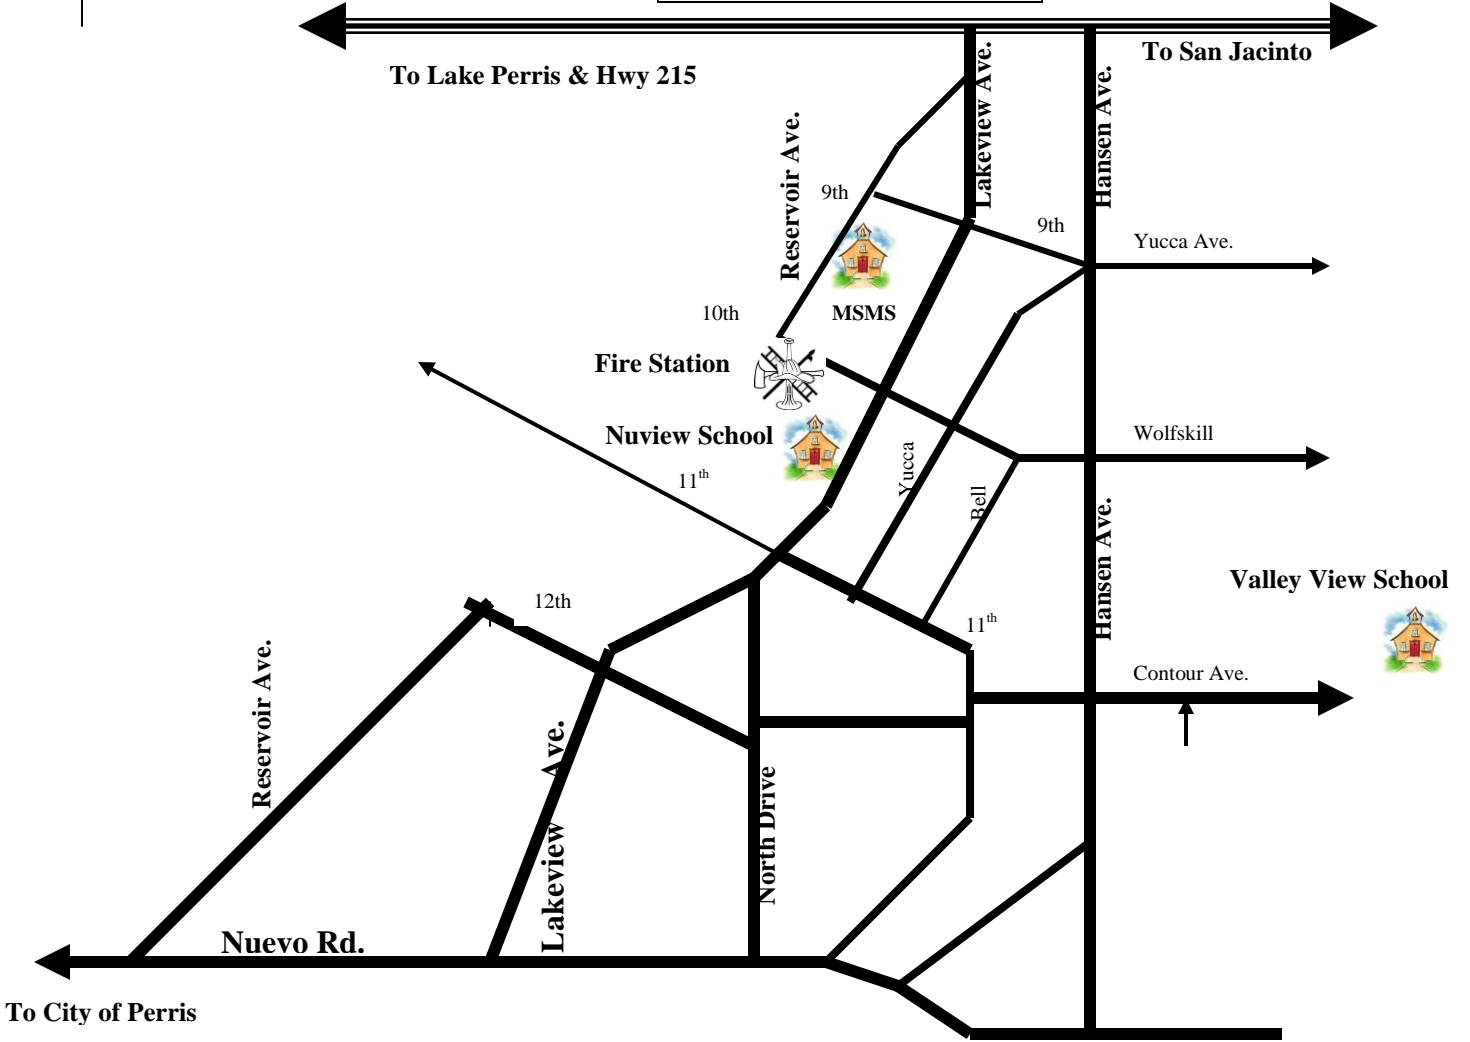 To San Jacinto
To Lake Perris & Hwy 215
Lakeview Ave.
Hansen Ave.
Reservoir Ave.
9th
9th
Yucca Ave.
10th
MSMS
Fire Station
Nuview School
Wolfskill
11th
Yucca
Bell
Hansen Ave.
Valley View School
12th
11th
Reservoir Ave.
Contour Ave.
Lakeview Ave.
North Drive
Nuevo Rd.
To City of Perris